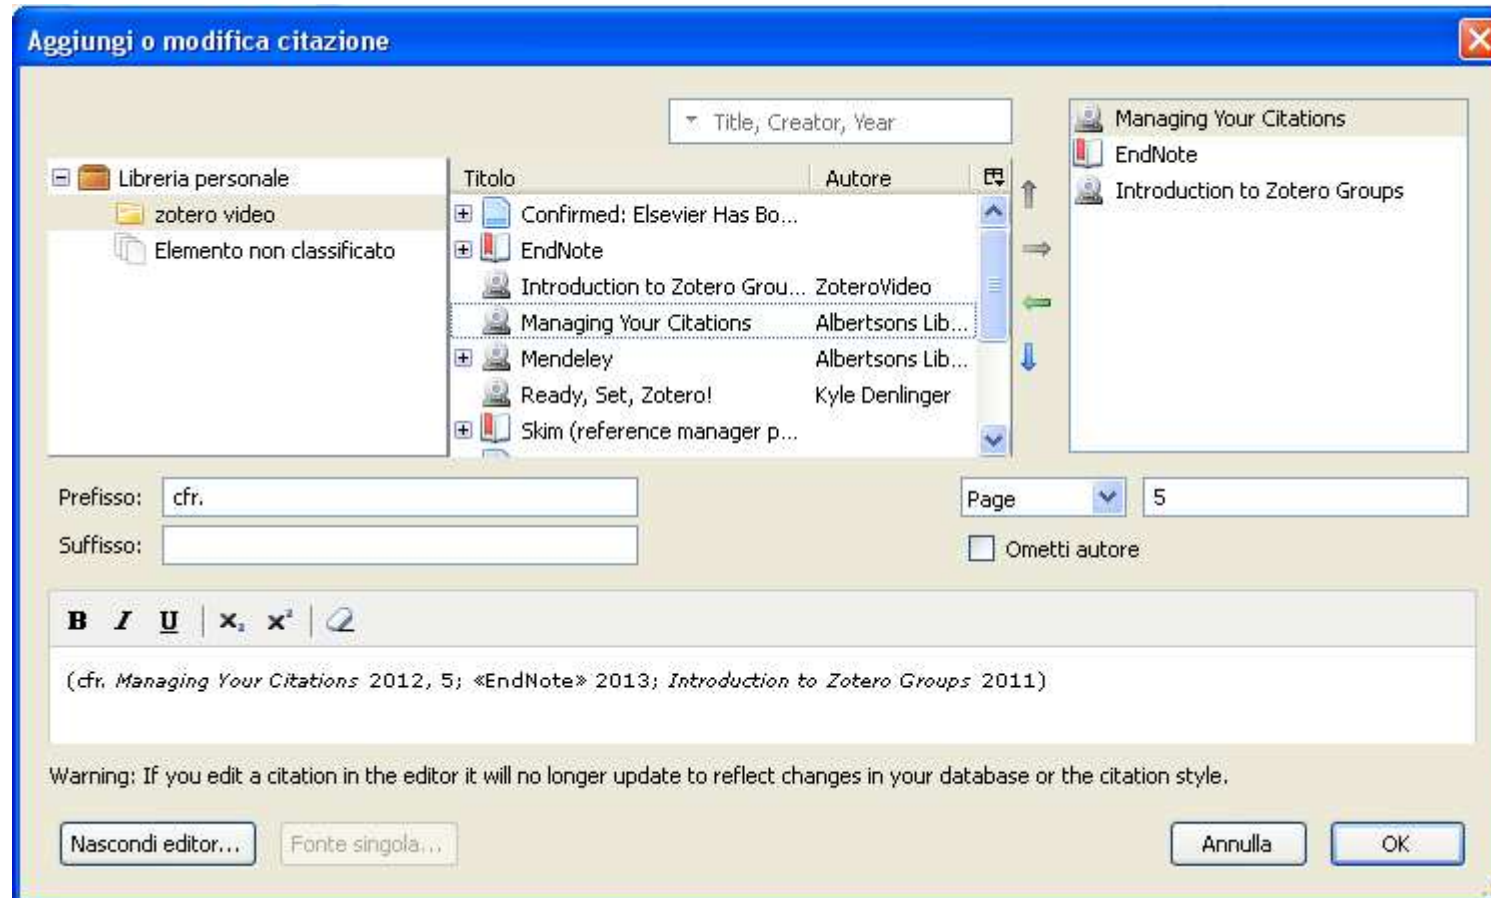 Aggiungi o modifica citazione
Title, Creator, Year
Libreria personale
zotero video
Elemento non classificato
Titolo Autore
Confirmed: Elsevier Has Bo...
EndNote
Introduction to Zotero Grou... ZoteroVideo
Managing Your Citations Albertsons Lib...
Mendeley Albertsons Lib...
Ready, Set, Zotero! Kyle Denlinger
Skim (reference manager p...
Managing Your Citations
EndNote
Introduction to Zotero Groups
Prefisso: cfr.
Page 5
Suffisso:
Ometti autore
B I U x₂ x²
(cfr. Managing Your Citations 2012, 5; «EndNote» 2013; Introduction to Zotero Groups 2011)
Warning: If you edit a citation in the editor it will no longer update to reflect changes in your database or the citation style.
Nascondi editor... Fonte singola... Annulla OK